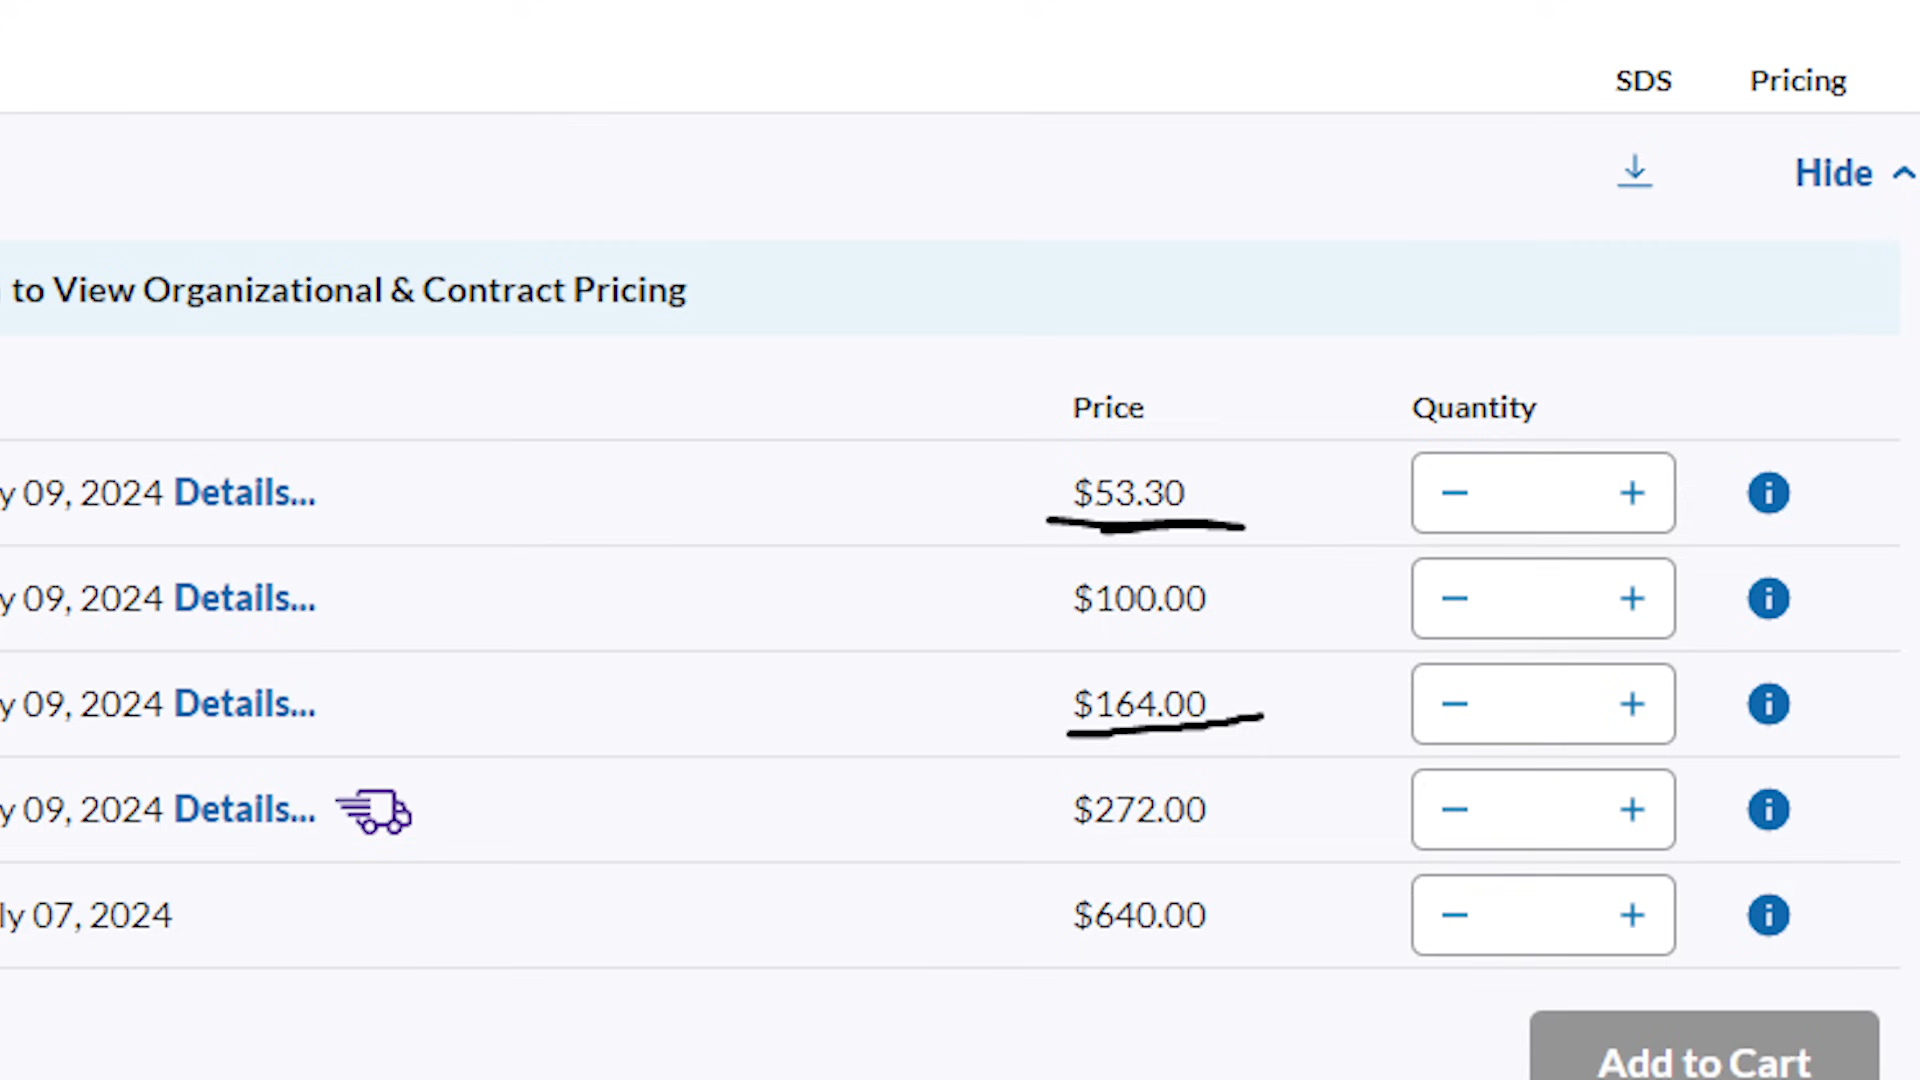 SDS Pricing
Hide
to View Organizational & Contract Pricing
Price Quantity
y 09, 2024 Details... $53.30
y 09, 2024 Details... $100.00
y 09, 2024 Details... $164.00
y 09, 2024 Details... $272.00
ly 07, 2024 $640.00
Add to Cart